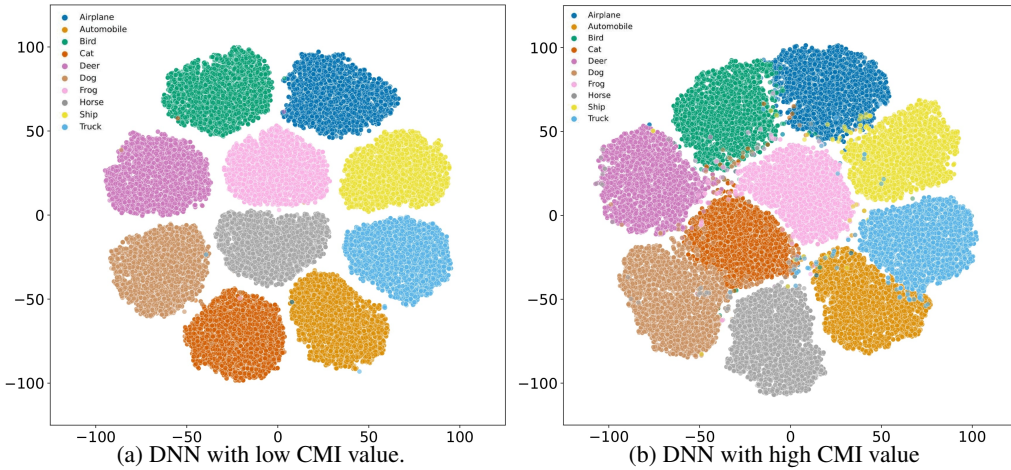 Airplane
Automobile
Bird
Cat
Deer
Dog
Frog
Horse
Ship
Truck
100
50
0
−50
−100
−100 −50 0 50 100
(a) DNN with low CMI value.
Airplane
Automobile
Bird
Cat
Deer
Dog
Frog
Horse
Ship
Truck
100
50
0
−50
−100
−100 −50 0 50 100
(b) DNN with high CMI value